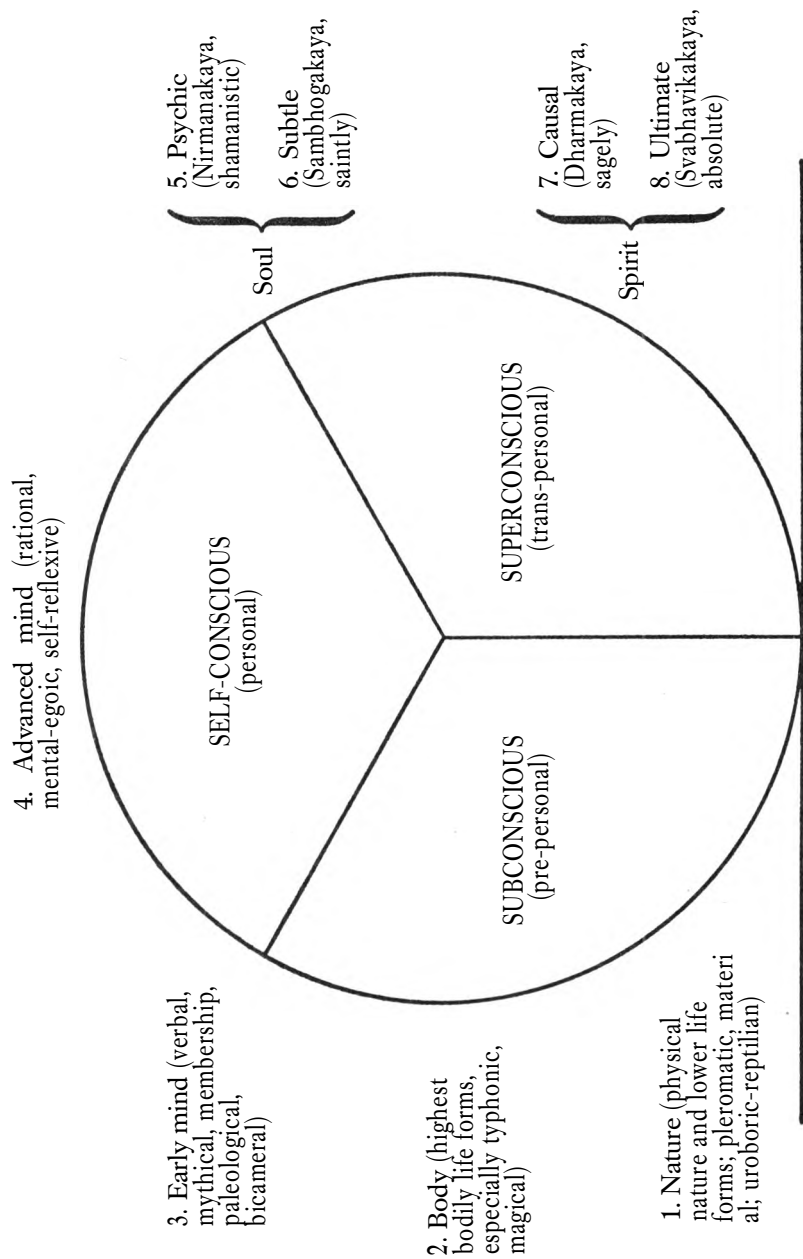 4. Advanced mind (rational,
mental-egoic, self-reflexive)
3. Early mind (verbal,
mythical, membership,
paleological,
bicameral)
2. Body (highest
bodily life forms,
especially typhonic,
magical)
1. Nature (physical
nature and lower life
forms; pleromatic, materi
al; uroboric-reptilian)
SELF-CONSCIOUS
(personal)
SUBCONSCIOUS
(pre-personal)
SUPERCONSCIOUS
(trans-personal)
Soul
5. Psychic
(Nirmanakaya,
shamanistic)
6. Subtle
(Sambhogakaya,
saintly)
Spirit
7. Causal
(Dharmakaya,
sagely)
8. Ultimate
(Svabhavikakaya,
absolute)